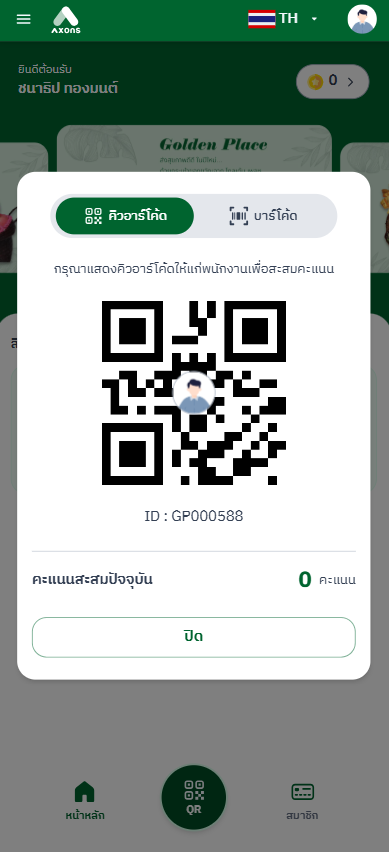 AXONS
TH
ยินดีต้อนรับ
ชนาธิป ทองมนต์
0
Golden Place
คิวอาร์โค้ด
บาร์โค้ด
กรุณาแสดงคิวอาร์โค้ดให้แก่พนักงานเพื่อสะสมคะแนน
ID : GP000588
คะแนนสะสมปัจจุบัน
0 คะแนน
ปิด
QR
หน้าหลัก
สมาชิก